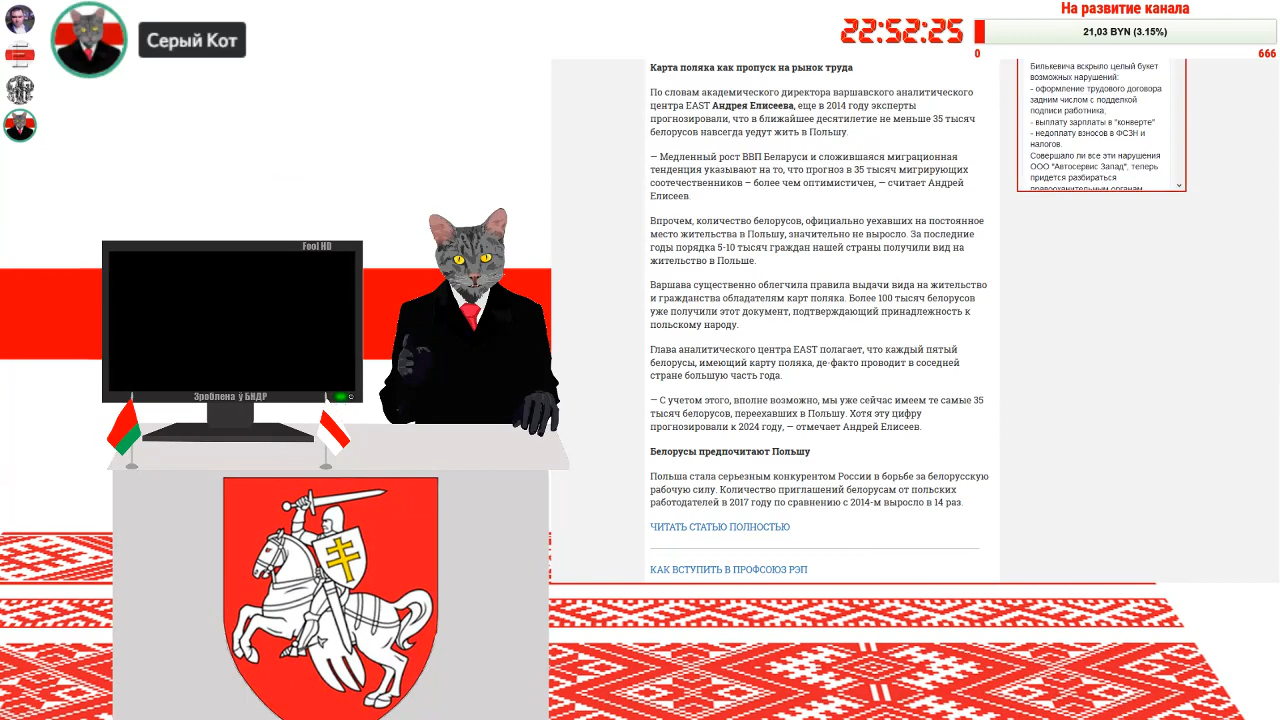 Серый Кот
22:52:25
На развитие канала
21,03 BYN (3.15%)
0
666
Карта поляка как пропуск на рынок труда
По словам академического директора варшавского аналитического
центра EAST Андрея Елисеева, еще в 2014 году эксперты
прогнозировали, что в ближайшее десятилетие не меньше 35 тысяч
белорусов навсегда уедут жить в Польшу.
— Медленный рост ВВП Беларуси и сложившаяся миграционная
тенденция указывают на то, что прогноз в 35 тысяч мигрирующих
соотечественников – более чем оптимистичен, — считает Андрей
Елисеев.
Впрочем, количество белорусов, официально уехавших на постоянное
место жительства в Польшу, значительно не выросло. За последние
годы порядка 5-10 тысяч граждан нашей страны получили вид на
жительство в Польше.
Варшава существенно облегчила правила выдачи вида на жительство
и гражданства обладателям карт поляка. Более 100 тысяч белорусов
уже получили этот документ, подтверждающий принадлежность к
польскому народу.
Глава аналитического центра EAST полагает, что каждый пятый
белорусы, имеющий карту поляка, де-факто проводит в соседней
стране большую часть года.
— С учетом этого, вполне возможно, мы уже сейчас имеем те самые 35
тысяч белорусов, переехавших в Польшу. Хотя эту цифру
прогнозировали к 2024 году, — отмечает Андрей Елисеев.
Белорусы предпочитают Польшу
Польша стала серьезным конкурентом России в борьбе за белорусскую
рабочую силу. Количество приглашений белорусам от польских
работодателей в 2017 году по сравнению с 2014-м выросло в 14 раз.
ЧИТАТЬ СТАТЬЮ ПОЛНОСТЬЮ
КАК ВСТУПИТЬ В ПРОФСОЮЗ РЭП
Билькевича вскрыло целый букет
возможных нарушений:
- оформление трудового договора
задним числом с подделкой
подписи работника,
- выплату зарплаты в "конверте"
- недоплату взносов в ФСЗН и
налогов.
Совершало ли все эти нарушения
ООО "Автосервис Запад", теперь
придется разбираться
правоохранительным органам
Fool HD
Зроблена ў БНДР